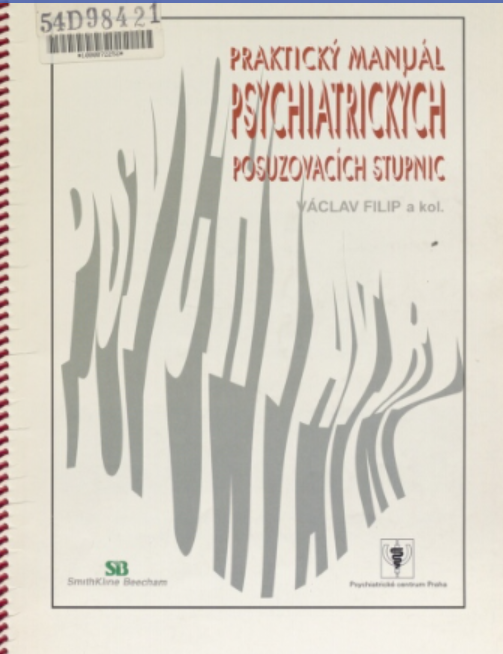 54D98421
PRAKTICKÝ MANUÁL
PSYCHIATRICKÝCH
POSUZOVACÍCH STUPNIC
VÁCLAV FILIP a kol.
SB
SmithKline Beecham
Psychiatrické centrum Praha